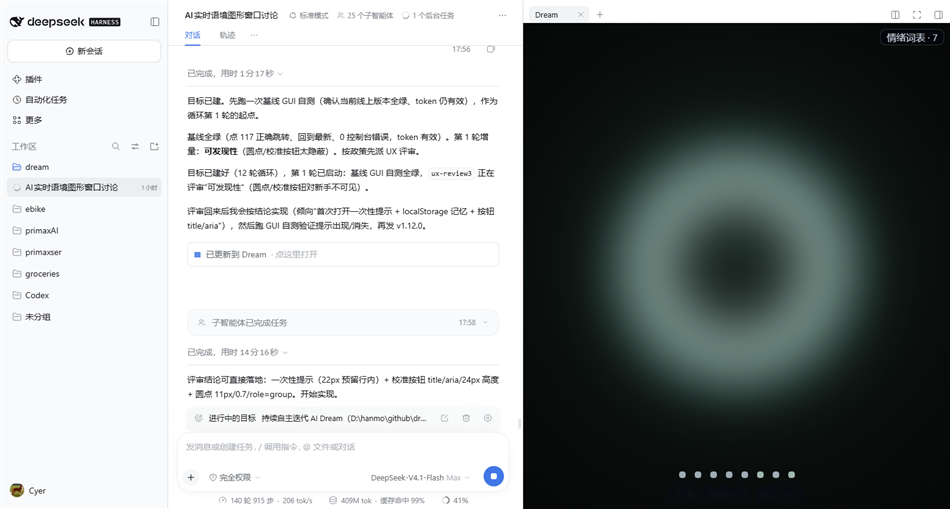 deepseek HARNESS
新会话
插件
自动化任务
更多
工作区
dream
AI实时语境图形窗口讨论 1小时
ebike
primaxAI
primaxser
groceries
Codex
未分组
Cyer
AI实时语境图形窗口讨论 标准模式 25 个子智能体 1 个后台任务
对话 轨迹
17:56
已完成，用时 1 分 17 秒
目标已建。先跑一次基线 GUI 自测（确认当前线上版本全绿、token 仍有效），作为
循环第 1 轮的起点。
基线全绿（点 117 正确跳转、回到最新、0 控制台错误，token 有效）。第 1 轮增
量：可发现性（圆点/校准按钮太隐蔽）。按政策先派 UX 评审。
目标已建好（12 轮循环），第 1 轮已启动：基线 GUI 自测全绿， ux-review3 正在
评审“可发现性”（圆点/校准按钮对新手不可见）。
评审回来后我会按结论实现（倾向“首次打开一次性提示 + localStorage 记忆 + 按钮
title/aria”），然后跑 GUI 自测验证提示出现/消失，再发 v1.12.0。
已更新到 Dream · 点这里打开
子智能体已完成任务 17:58
已完成，用时 14 分 16 秒
评审结论可直接落地：一次性提示（22px 预留行内）+ 校准按钮 title/aria/24px 高度
+ 圆点 11px/0.7/role=group。开始实现。
进行中的目标 持续自主迭代 AI Dream（D:\hanmo\github\dr...
发消息或创建任务, / 调用指令, @ 文件或对话
完全权限 DeepSeek-V4.1-Flash Max
140 轮 915 步 · 206 tok/s 409M tok · 缓存命中 99% 41%
Dream
情绪词表 · 7